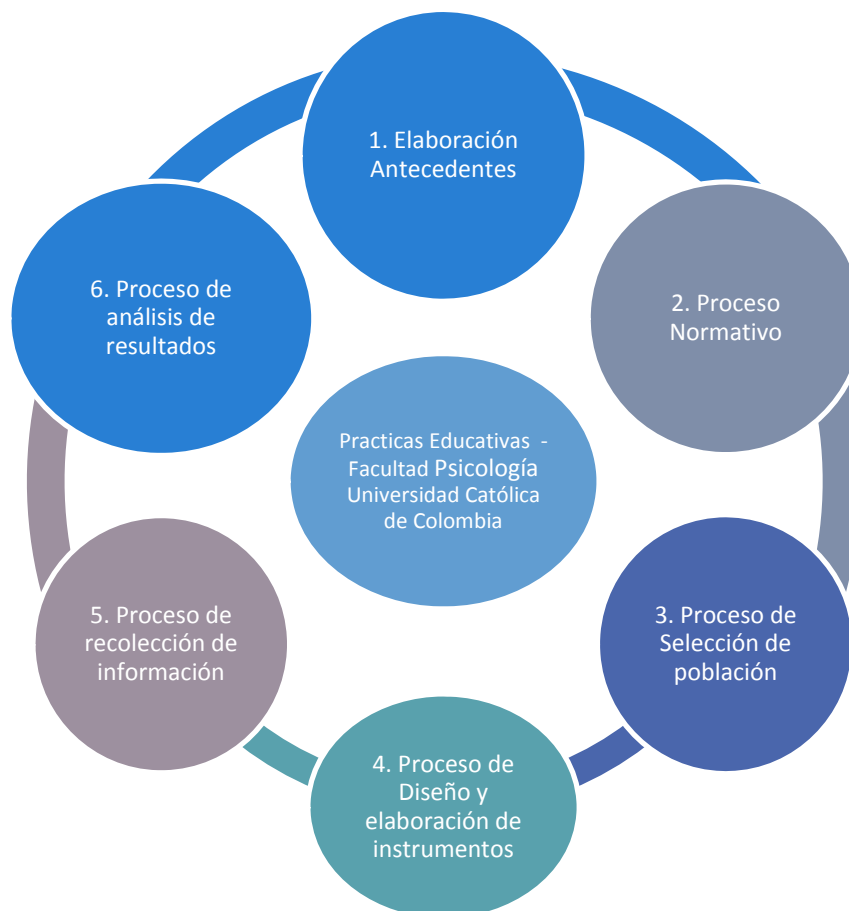 1. Elaboración
Antecedentes
2. Proceso
Normativo
3. Proceso de
Selección de
población
4. Proceso de
Diseño y
elaboración de
instrumentos
5. Proceso de
recolección de
información
6. Proceso de
análisis de
resultados
Practicas Educativas -
Facultad Psicología
Universidad Católica
de Colombia